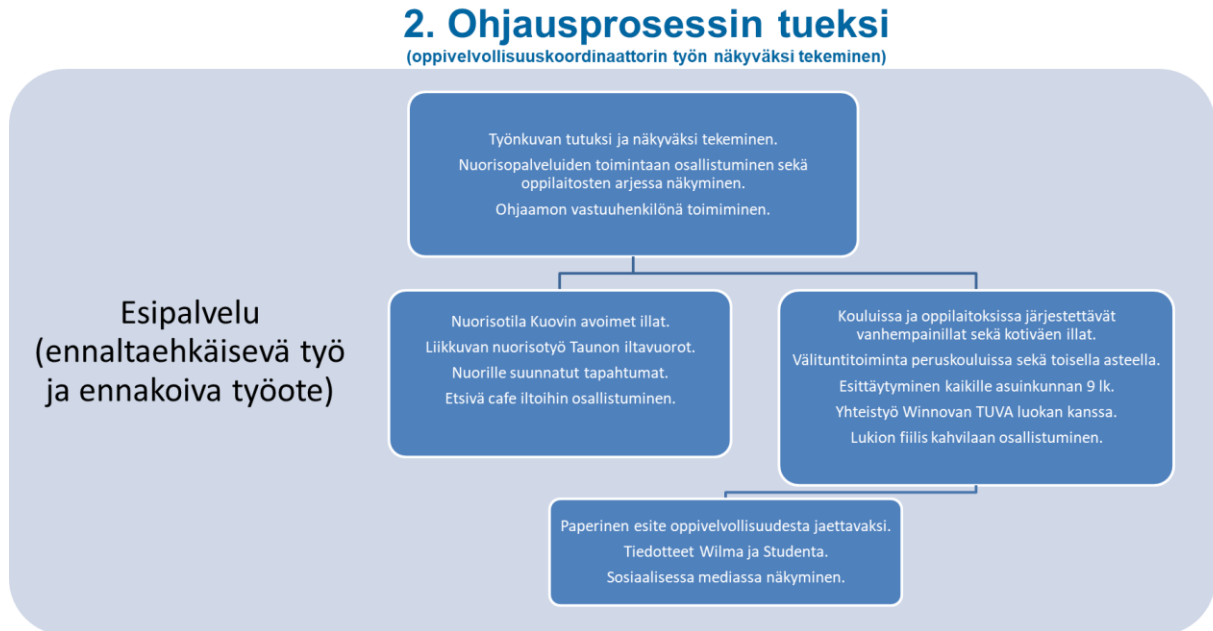 2. Ohjausprosessin tueksi
(oppivelvollisuuskoordinaattorin työn näkyväksi tekeminen)
Työnkuvan tutuksi ja näkyväksi tekeminen.
Nuorisopalveluiden toimintaan osallistuminen sekä
oppilaitosten arjessa näkyminen.
Ohjaamon vastuuhenkilönä toimiminen.
Esipalvelu
(ennaltaehkäisevä työ
ja ennakoiva työote)
Nuorisotila Kuovin avoimet illat.
Liikkuvan nuorisotyö Taunon iltavuorot.
Nuorille suunnatut tapahtumat.
Etsivä cafe iltoihin osallistuminen.
Kouluissa ja oppilaitoksissa järjestettävät
vanhempainillat sekä kotiväen illat.
Välituntitoiminta peruskouluissa sekä toisella asteella.
Esittäytyminen kaikille asuinkunnan 9 lk.
Yhteistyö Winnovan TUVA luokan kanssa.
Lukion fiilis kahvilaan osallistuminen.
Paperinen esite oppivelvollisuudesta jaettavaksi.
Tiedotteet Wilma ja Studenta.
Sosiaalisessa mediassa näkyminen.